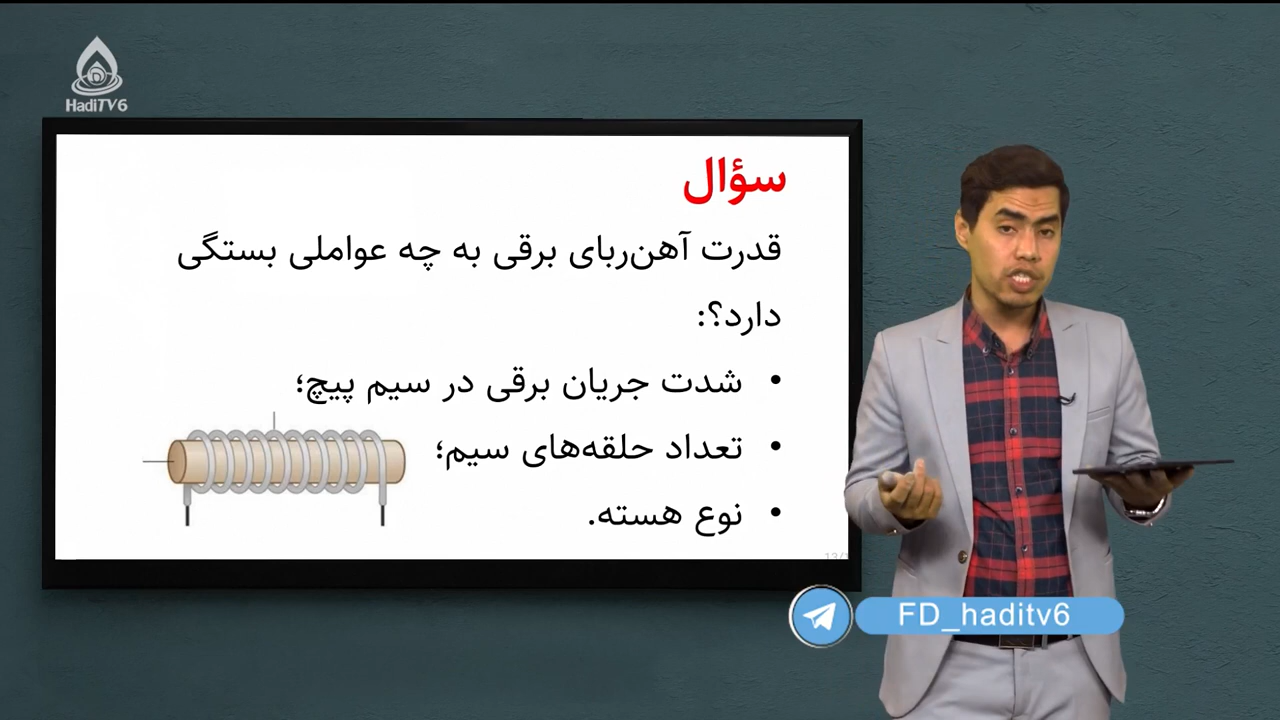 HadiTV6
سؤال
قدرت آهن‌ربای برقی به چه عواملی بستگی
دارد؟:
• شدت جریان برقی در سیم پیچ؛
• تعداد حلقه‌های سیم؛
• نوع هسته.
FD_haditv6